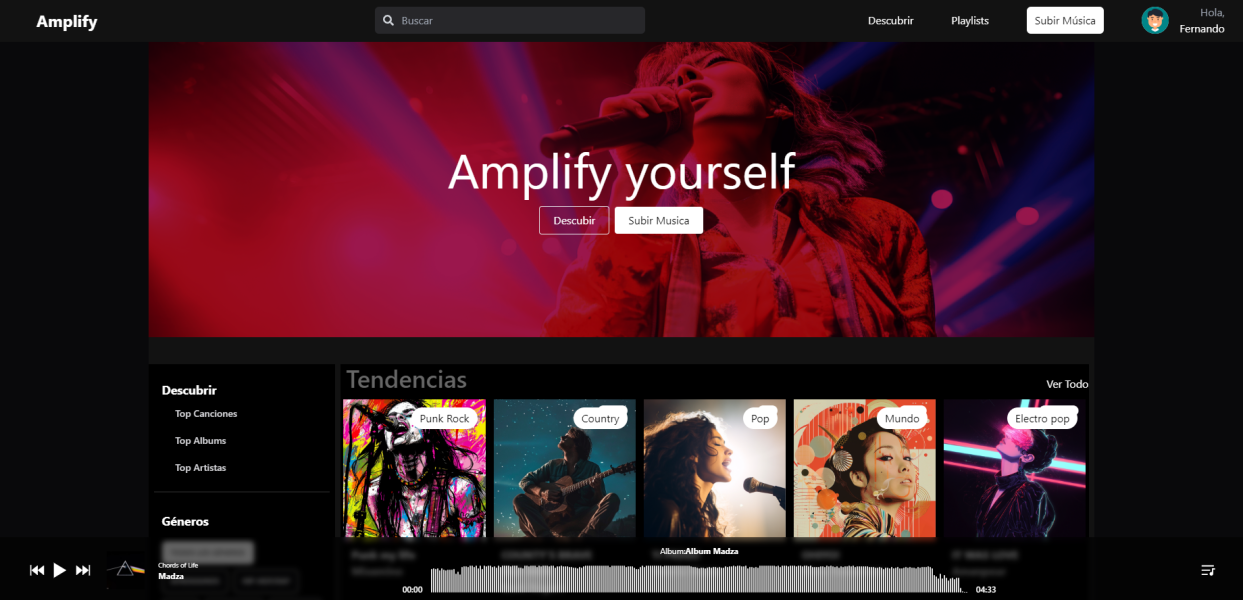 Amplify
Buscar
Descubrir
Playlists
Subir Música
Hola,
Fernando
Amplify yourself
Descubir
Subir Musica
Descubrir
Top Canciones
Top Albums
Top Artistas
Géneros
Tendencias
Ver Todo
Punk Rock
Country
Pop
Mundo
Electro pop
Chords of Life
Madza
Album:Album Madza
00:00
04:33